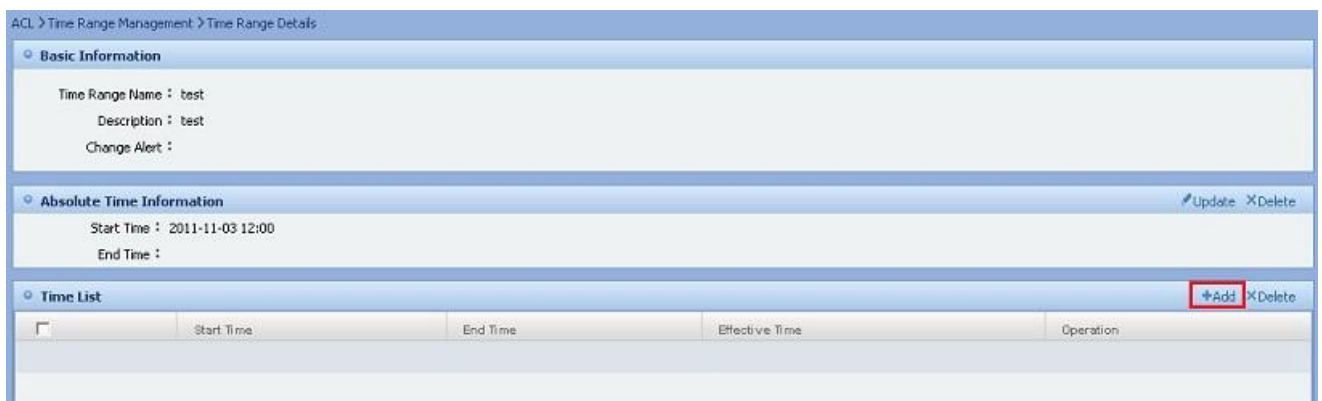 ACL > Time Range Management > Time Range Details
Basic Information
Time Range Name : test
Description : test
Change Alert :
Absolute Time Information Update Delete
Start Time : 2011-11-03 12:00
End Time :
Time List +Add Delete
Start Time End Time Effective Time Operation